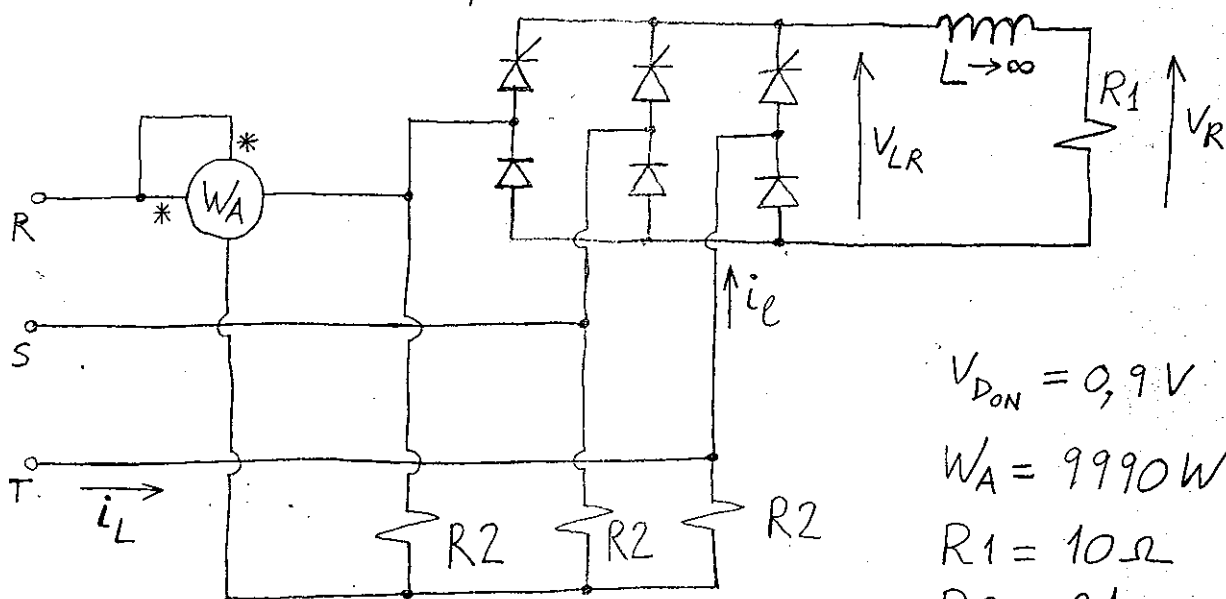 L→∞
R1
V_R
V_LR
*
W_A
*
R
i_l
S
V_DON = 0,9 V
W_A = 9990 W
T
i_L
R2
R2
R2
R1 = 10 Ω